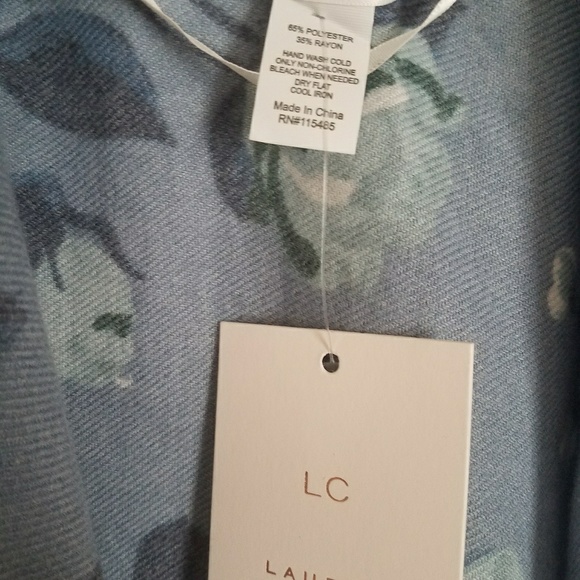 65% POLYESTER
35% RAYON
HAND WASH COLD
ONLY NON-CHLORINE
BLEACH WHEN NEEDED
DRY FLAT
COOL IRON
Made In China
RN#115485
LC